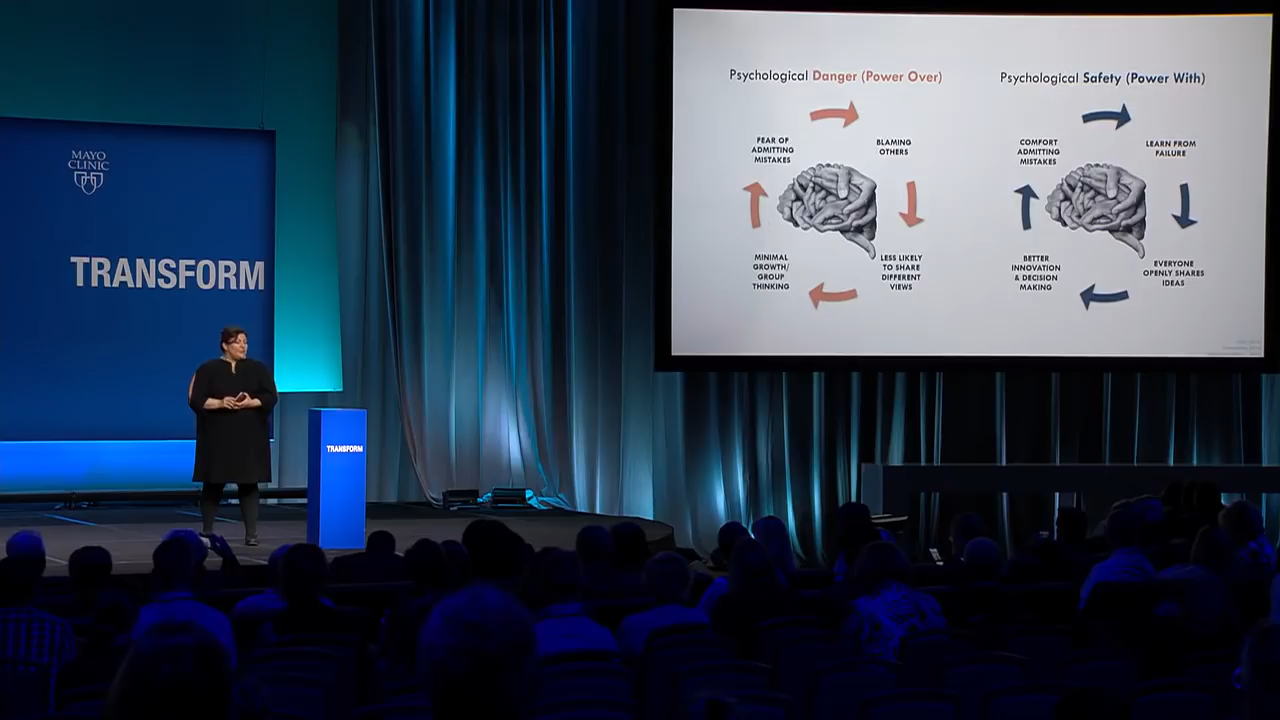 MAYO
CLINIC
TRANSFORM
TRANSFORM
Psychological Danger (Power Over)
FEAR OF
ADMITTING
MISTAKES
BLAMING
OTHERS
LESS LIKELY
TO SHARE
DIFFERENT
VIEWS
MINIMAL
GROWTH/
GROUP
THINKING
Psychological Safety (Power With)
COMFORT
ADMITTING
MISTAKES
LEARN FROM
FAILURE
EVERYONE
OPENLY SHARES
IDEAS
BETTER
INNOVATION
& DECISION
MAKING